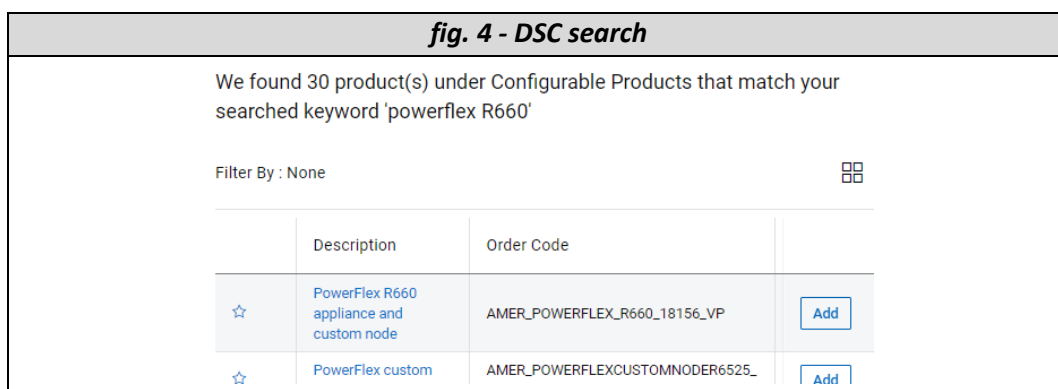 fig. 4 - DSC search
We found 30 product(s) under Configurable Products that match your
searched keyword 'powerflex R660'
Filter By : None
Description
Order Code
PowerFlex R660
appliance and
custom node
AMER_POWERFLEX_R660_18156_VP
Add
PowerFlex custom
AMER_POWERFLEXCUSTOMNODER6525_
Add